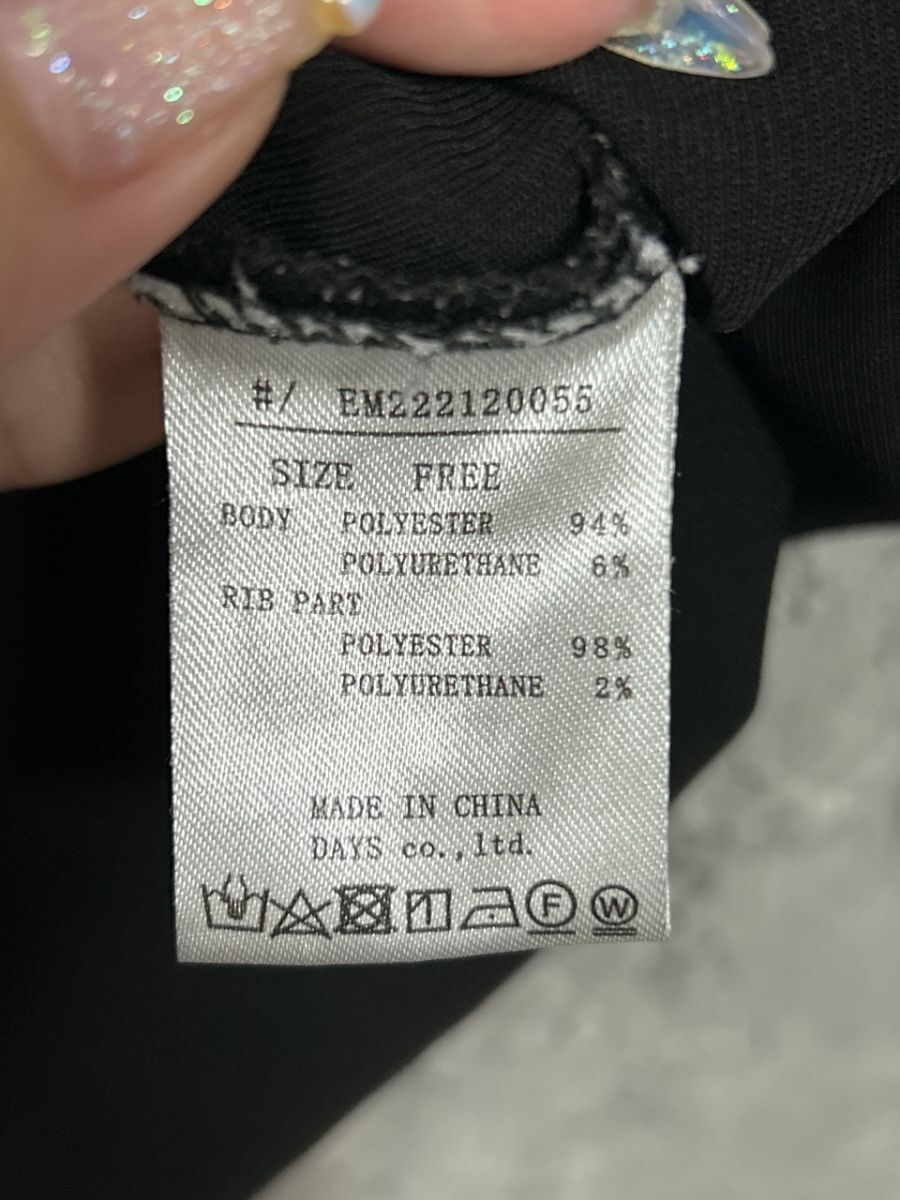 #/ EM222120055
SIZE FREE
BODY POLYESTER 94%
POLYURETHANE 6%
RIB PART
POLYESTER 98%
POLYURETHANE 2%
MADE IN CHINA
DAYS co.,ltd.
F W